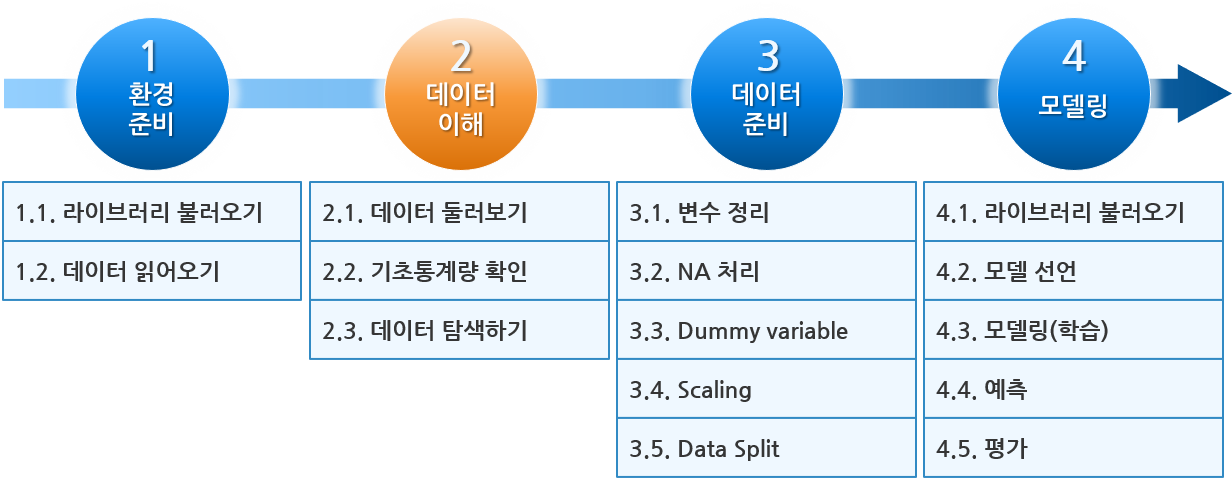 1
환경
준비
2
데이터
이해
3
데이터
준비
4
모델링
1.1. 라이브러리 불러오기
1.2. 데이터 읽어오기
2.1. 데이터 둘러보기
2.2. 기초통계량 확인
2.3. 데이터 탐색하기
3.1. 변수 정리
3.2. NA 처리
3.3. Dummy variable
3.4. Scaling
3.5. Data Split
4.1. 라이브러리 불러오기
4.2. 모델 선언
4.3. 모델링(학습)
4.4. 예측
4.5. 평가